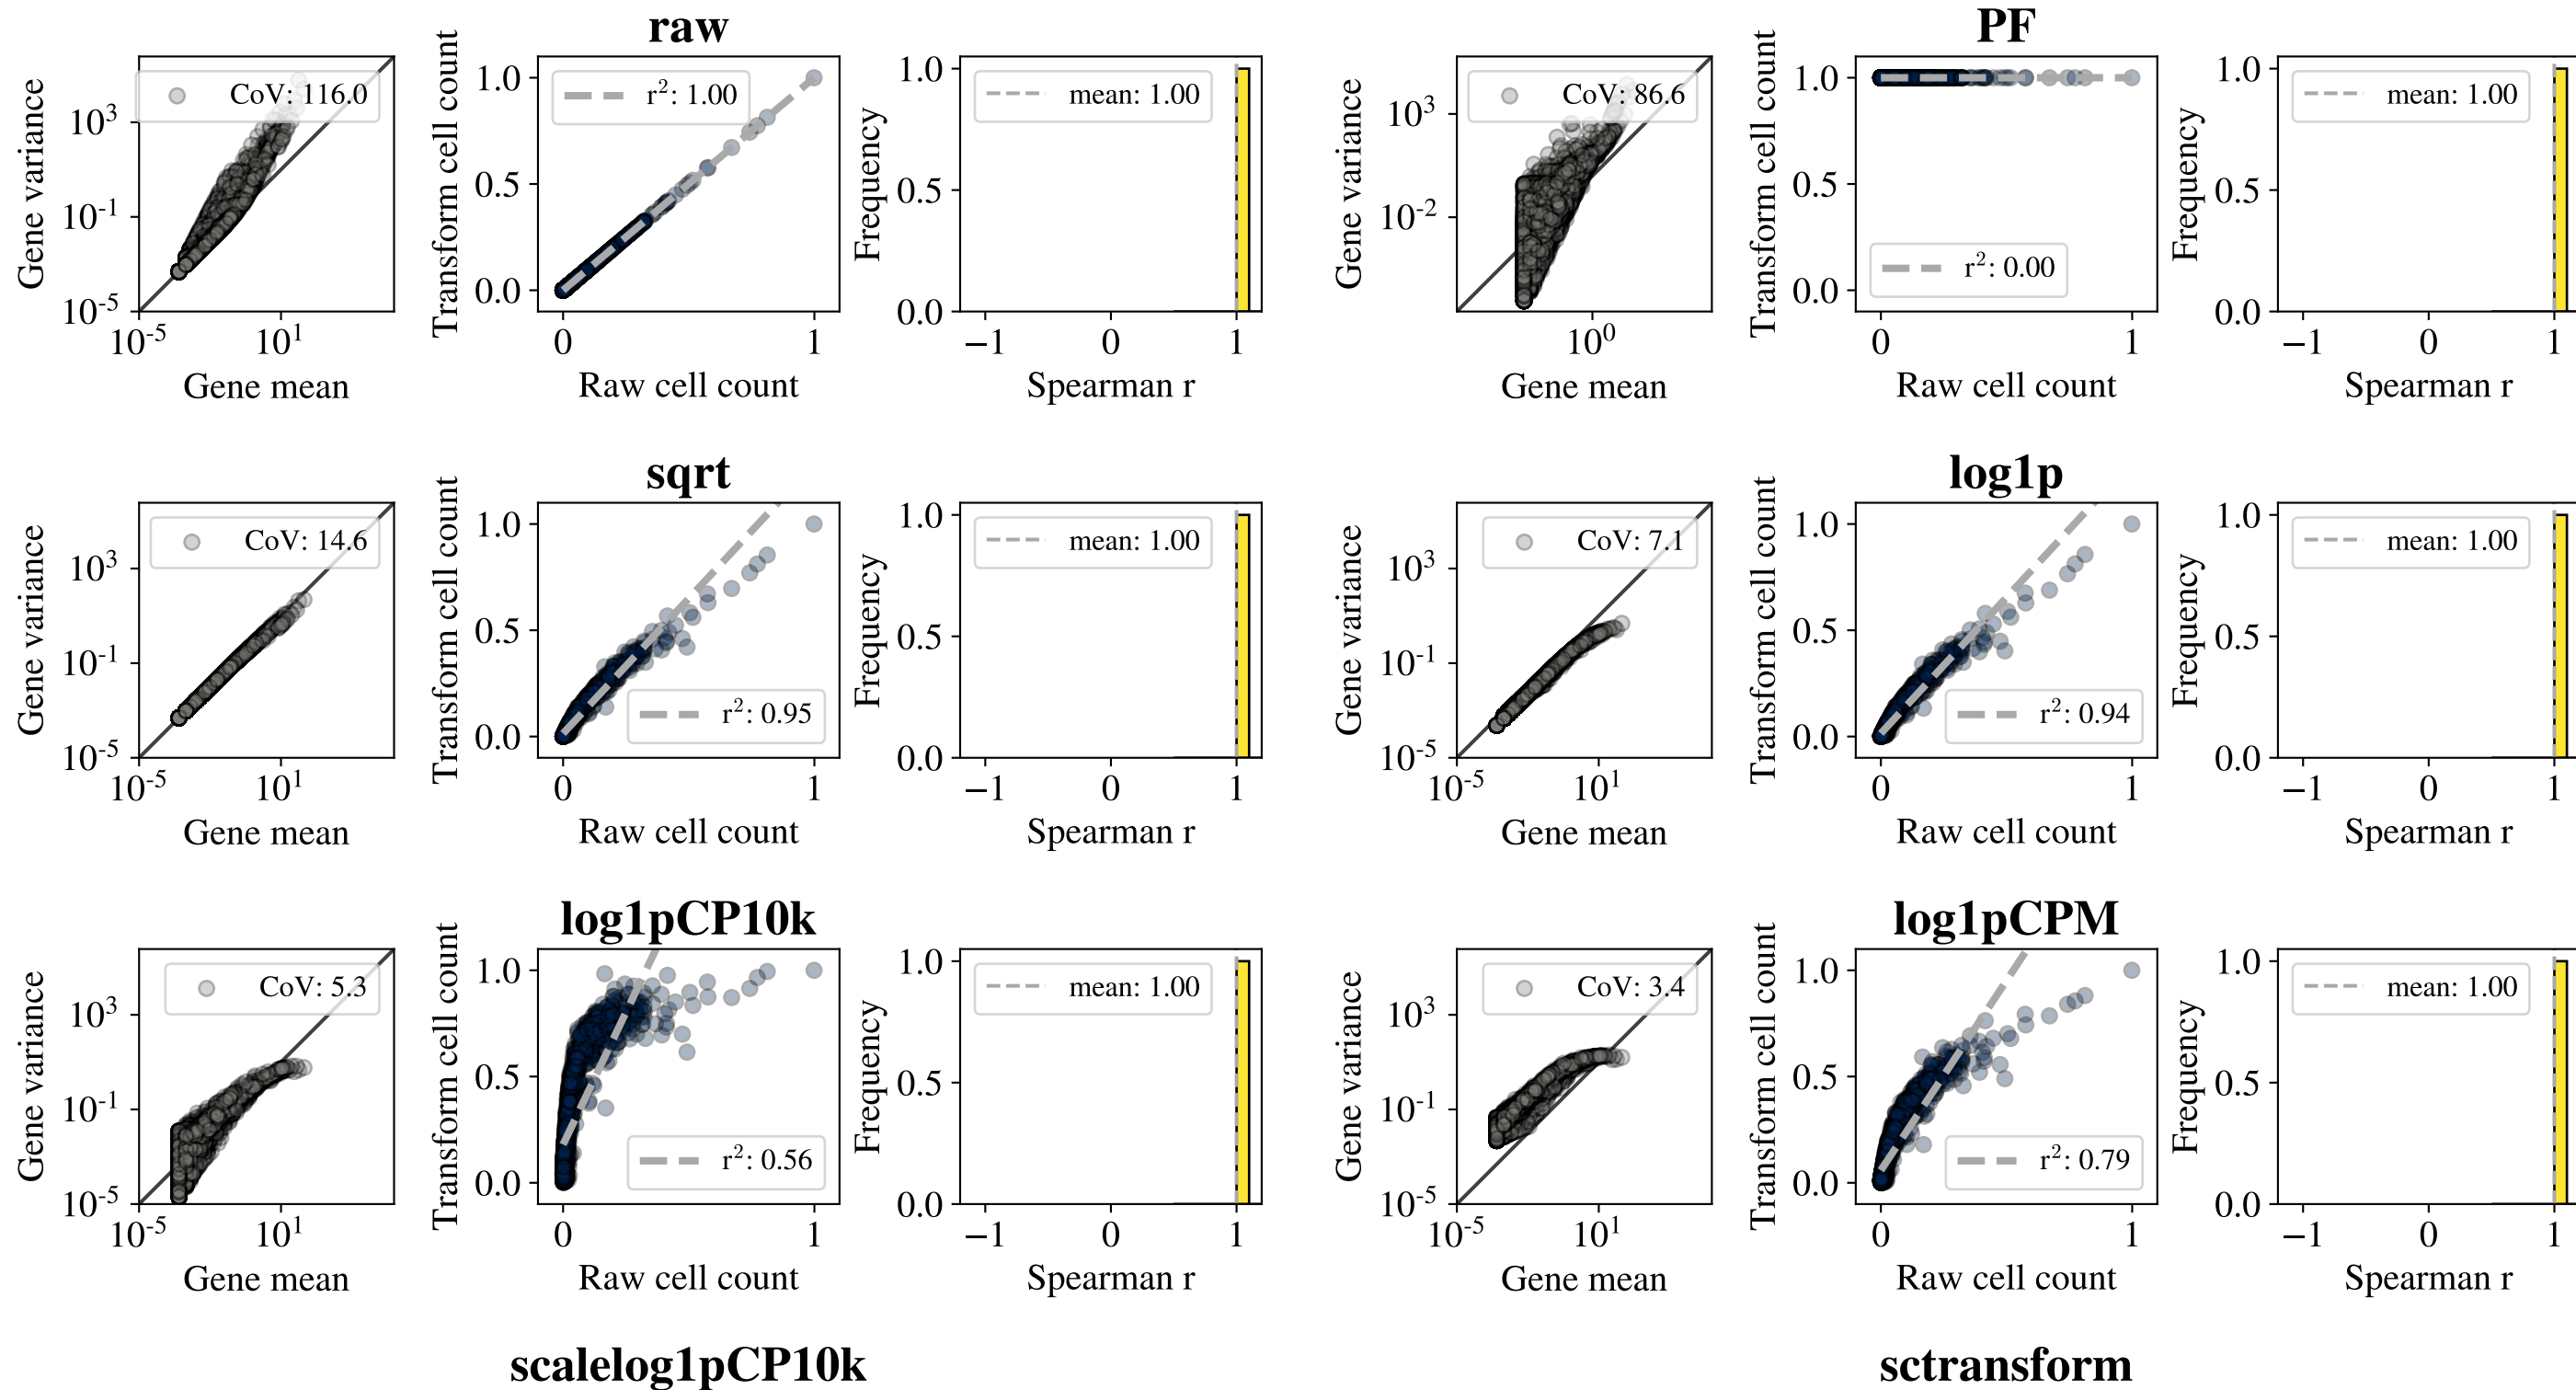 raw
Gene variance
10³
10⁻¹
10⁻⁵
10⁻⁵
10¹
Gene mean
CoV: 116.0
Transform cell count
1.0
0.5
0.0
0
1
Raw cell count
r²: 1.00
Frequency
1.0
0.5
0.0
−1
0
1
Spearman r
mean: 1.00
PF
Gene variance
10³
10⁻²
10⁰
Gene mean
CoV: 86.6
Transform cell count
1.0
0.5
0.0
0
1
Raw cell count
r²: 0.00
Frequency
1.0
0.5
0.0
−1
0
1
Spearman r
mean: 1.00
sqrt
Gene variance
10³
10⁻¹
10⁻⁵
10⁻⁵
10¹
Gene mean
CoV: 14.6
Transform cell count
1.0
0.5
0.0
0
1
Raw cell count
r²: 0.95
Frequency
1.0
0.5
0.0
−1
0
1
Spearman r
mean: 1.00
log1p
Gene variance
10³
10⁻¹
10⁻⁵
10⁻⁵
10¹
Gene mean
CoV: 7.1
Transform cell count
1.0
0.5
0.0
0
1
Raw cell count
r²: 0.94
Frequency
1.0
0.5
0.0
−1
0
1
Spearman r
mean: 1.00
log1pCP10k
Gene variance
10³
10⁻¹
10⁻⁵
10⁻⁵
10¹
Gene mean
CoV: 5.3
Transform cell count
1.0
0.5
0.0
0
1
Raw cell count
r²: 0.56
Frequency
1.0
0.5
0.0
−1
0
1
Spearman r
mean: 1.00
log1pCPM
Gene variance
10³
10⁻¹
10⁻⁵
10⁻⁵
10¹
Gene mean
CoV: 3.4
Transform cell count
1.0
0.5
0.0
0
1
Raw cell count
r²: 0.79
Frequency
1.0
0.5
0.0
−1
0
1
Spearman r
mean: 1.00
scalelog1pCP10k
sctransform